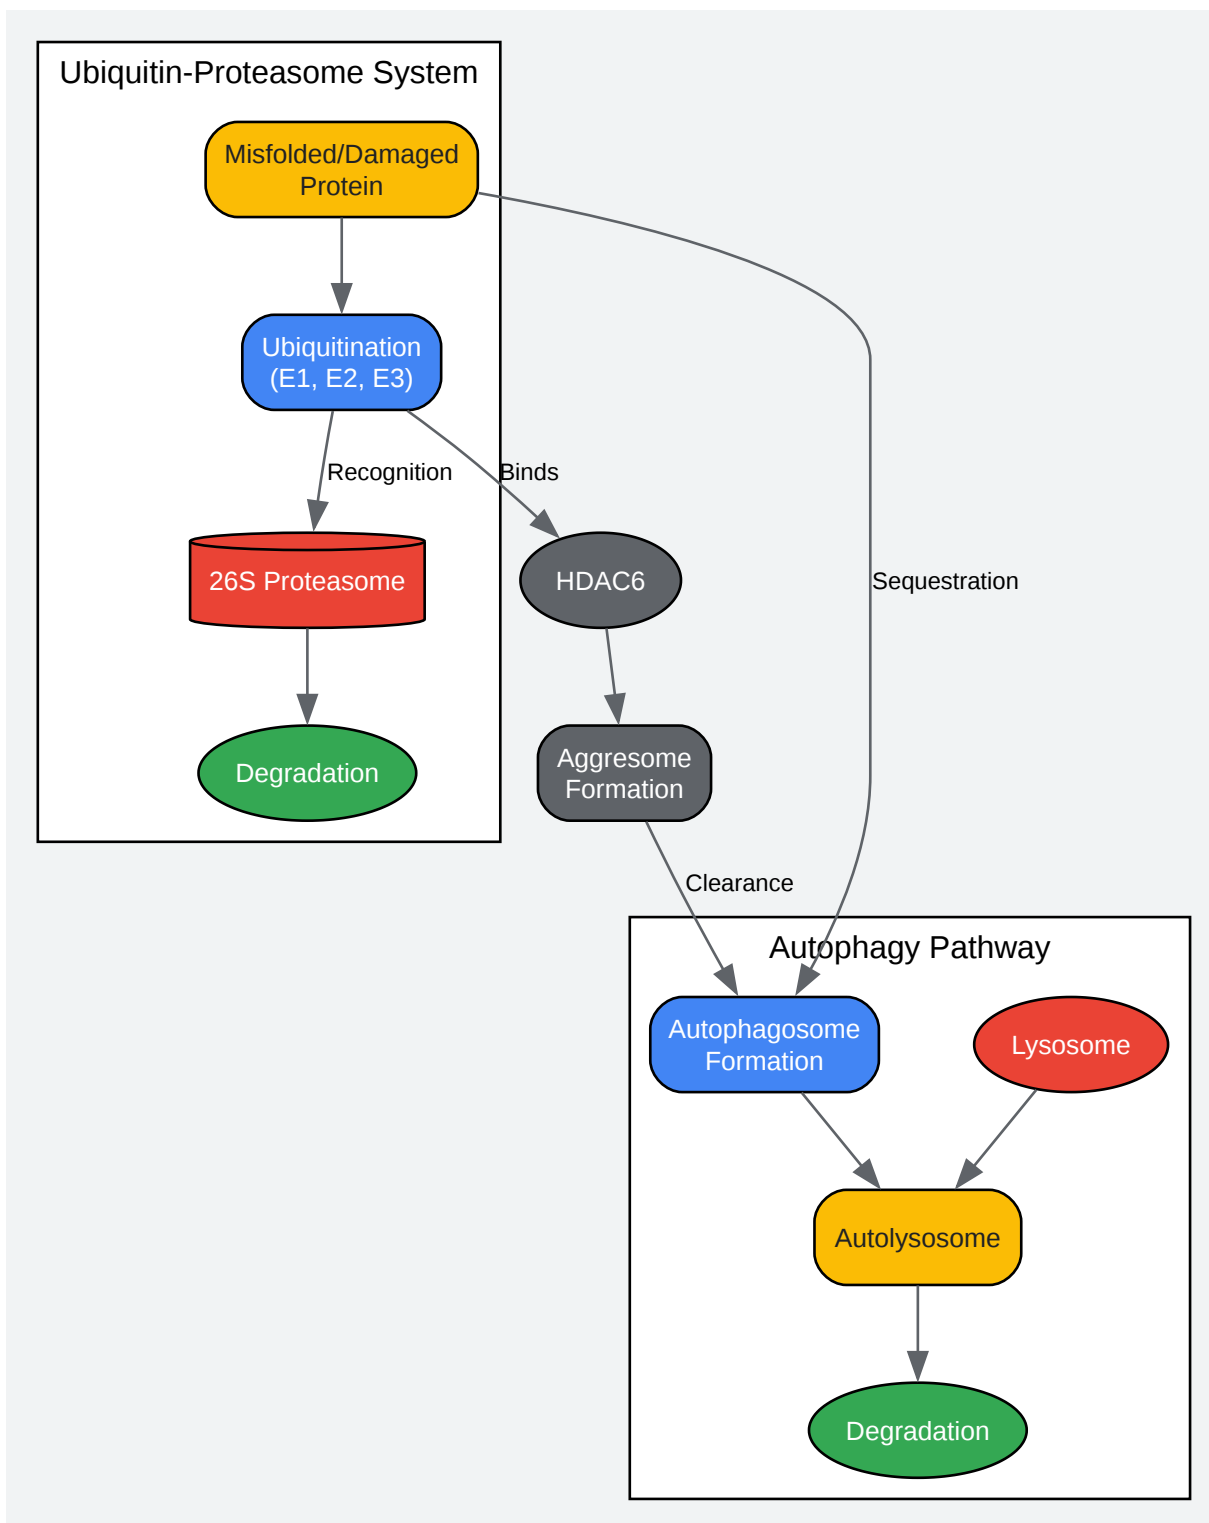 Ubiquitin-Proteasome System
Misfolded/Damaged
Protein
Ubiquitination
(E1, E2, E3)
Recognition
Binds
26S Proteasome
HDAC6
Sequestration
Degradation
Aggresome
Formation
Clearance
Autophagy Pathway
Autophagosome
Formation
Lysosome
Autolysosome
Degradation